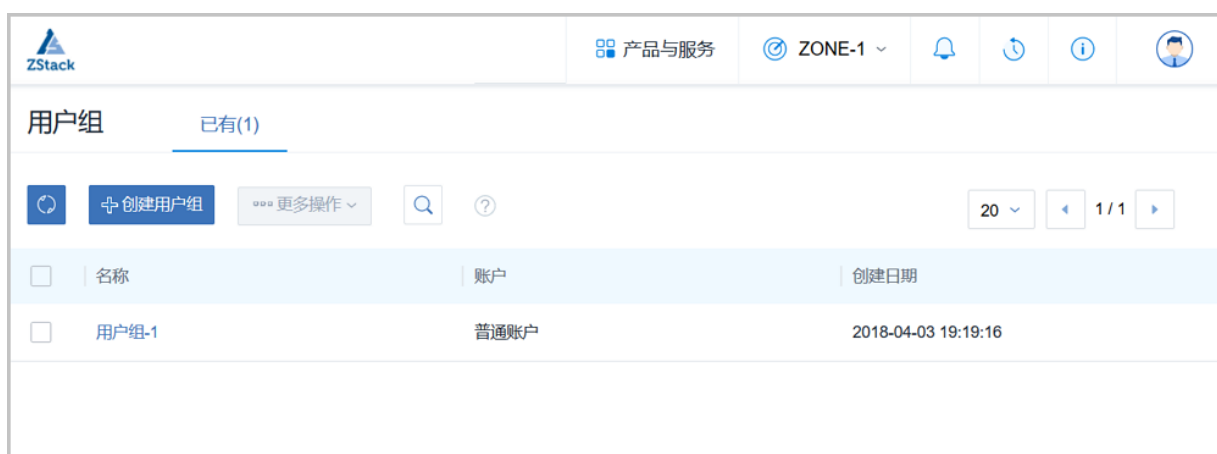 ZStack 产品与服务 ZONE-1
用户组 已有(1)
创建用户组 更多操作 20 1 / 1
名称 账户 创建日期
用户组-1 普通账户 2018-04-03 19:19:16